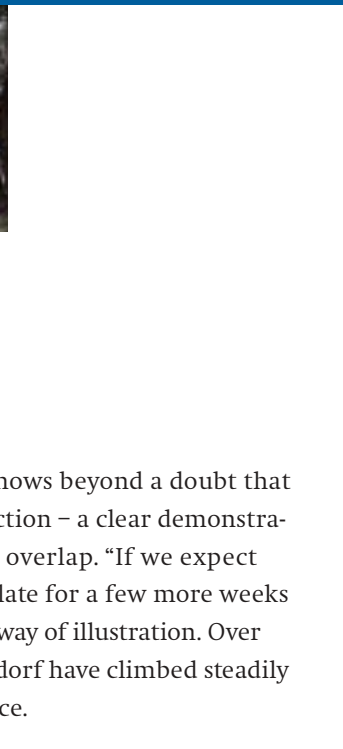 nows beyond a doubt that
ction – a clear demonstra-
overlap. “If we expect
late for a few more weeks
way of illustration. Over
dorf have climbed steadily
ce.